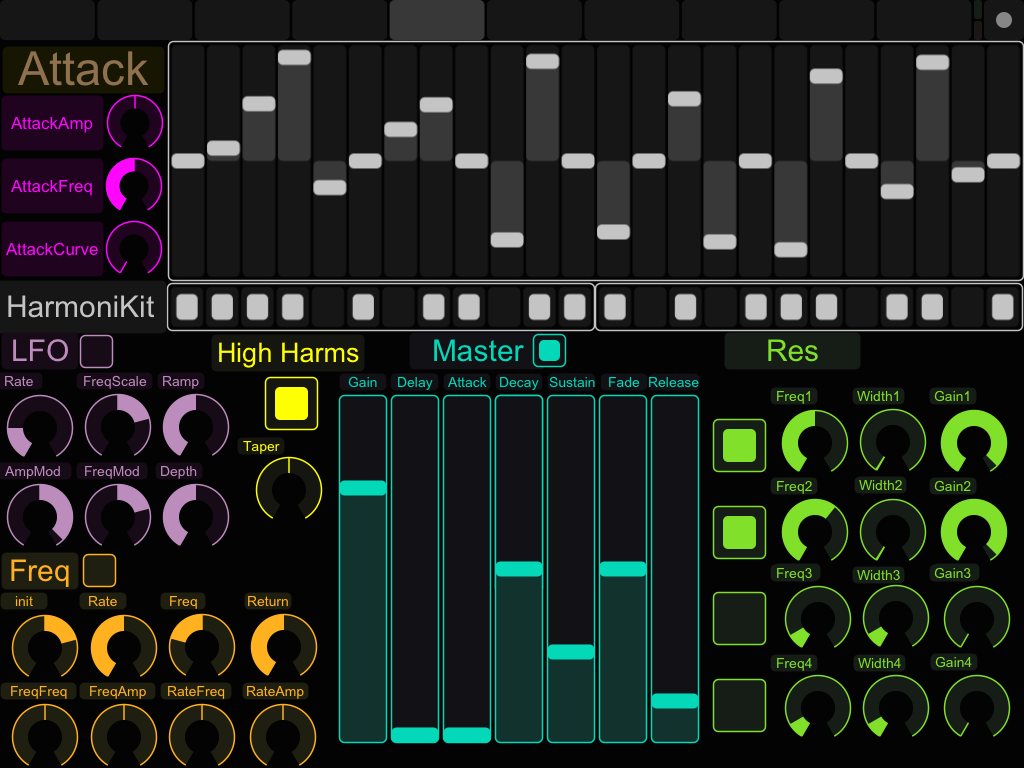 Attack
AttackAmp
AttackFreq
AttackCurve
HarmoniKit
LFO High Harms Master Res
Rate FreqScale Ramp
AmpMod FreqMod Depth
Taper
Gain Delay Attack Decay Sustain Fade Release
Freq1 Width1 Gain1
Freq2 Width2 Gain2
Freq3 Width3 Gain3
Freq4 Width4 Gain4
Freq
init Rate Freq Return
FreqFreq FreqAmp RateFreq RateAmp